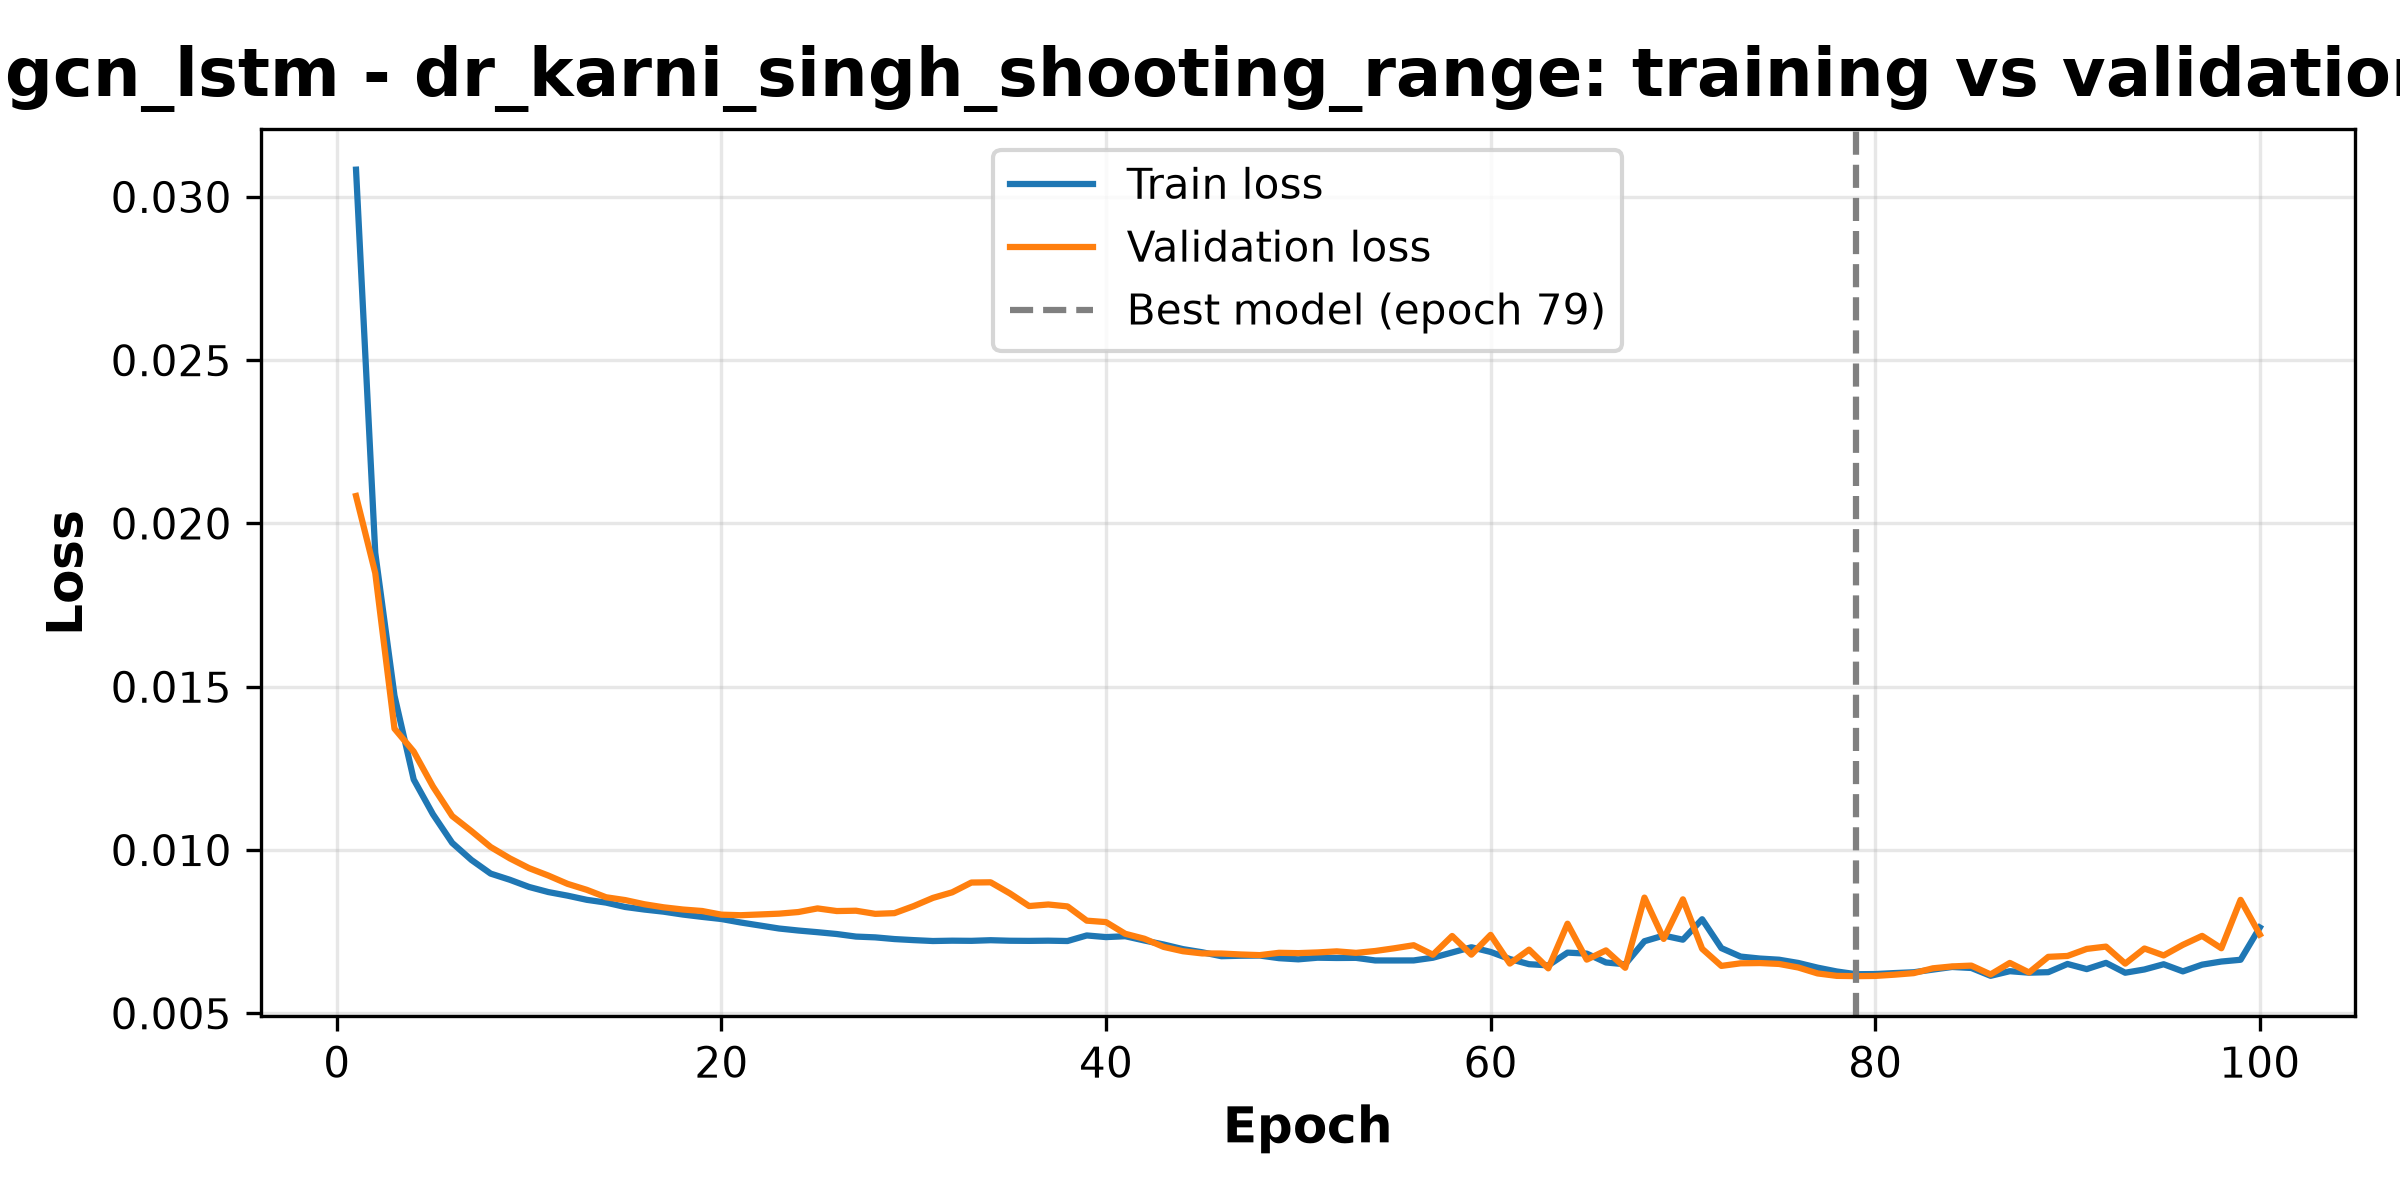 gcn_lstm - dr_karni_singh_shooting_range: training vs validation
Train loss
Validation loss
Best model (epoch 79)
Loss
0.030
0.025
0.020
0.015
0.010
0.005
0
20
40
60
80
100
Epoch